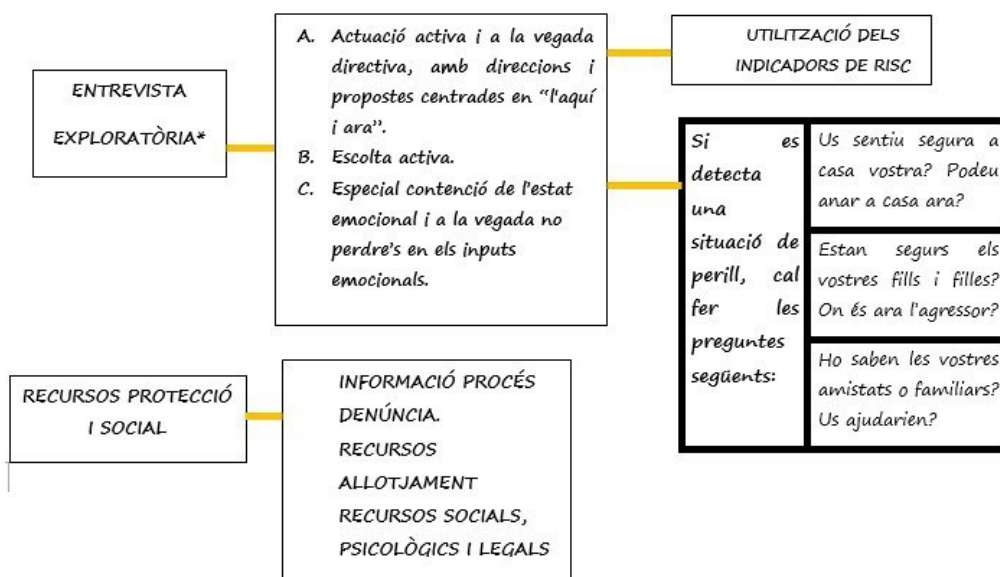 ENTREVISTA
EXPLORATÒRIA*
A. Actuació activa i a la vegada
directiva, amb direccions i
propostes centrades en “l'aquí
i ara”.
B. Escolta activa.
C. Especial contenció de l'estat
emocional i a la vegada no
perdre's en els inputs
emocionals.
UTILITZACIÓ DELS
INDICADORS DE RISC
Si es
detecta
una
situació de
perill, cal
fer les
preguntes
següents:
Us sentiu segura a
casa vostra? Podeu
anar a casa ara?
Estan segurs els
vostres fills i filles?
On és ara l'agressor?
Ho saben les vostres
amistats o familiars?
Us ajudarien?
RECURSOS PROTECCIÓ
I SOCIAL
INFORMACIÓ PROCÉS
DENÚNCIA.
RECURSOS
ALLOTJAMENT
RECURSOS SOCIALS,
PSICOLÒGICS I LEGALS